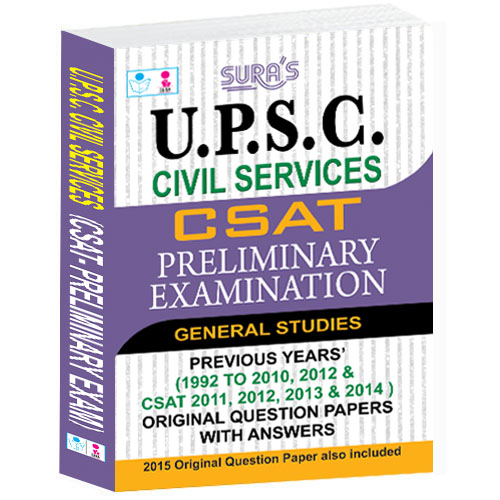 SURA'S
U.P.S.C.
CIVIL SERVICES
CSAT
PRELIMINARY
EXAMINATION
GENERAL STUDIES
PREVIOUS YEARS'
(1992 TO 2010, 2012 &
CSAT 2011, 2012, 2013 & 2014 )
ORIGINAL QUESTION PAPERS
WITH ANSWERS
2015 Original Question Paper also included
U.P.S.C. CIVIL SERVICES (CSAT- PRELIMINARY EXAM)